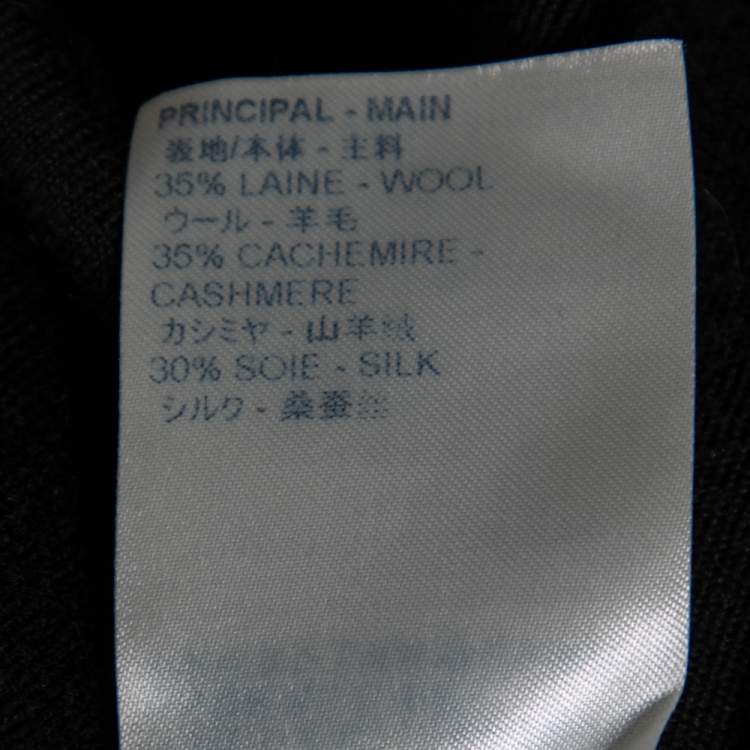 PRINCIPAL - MAIN
表地/本体 - 主料
35% LAINE - WOOL
ウール - 羊毛
35% CACHEMIRE -
CASHMERE
カシミヤ - 山羊绒
30% SOIE - SILK
シルク - 桑蚕丝